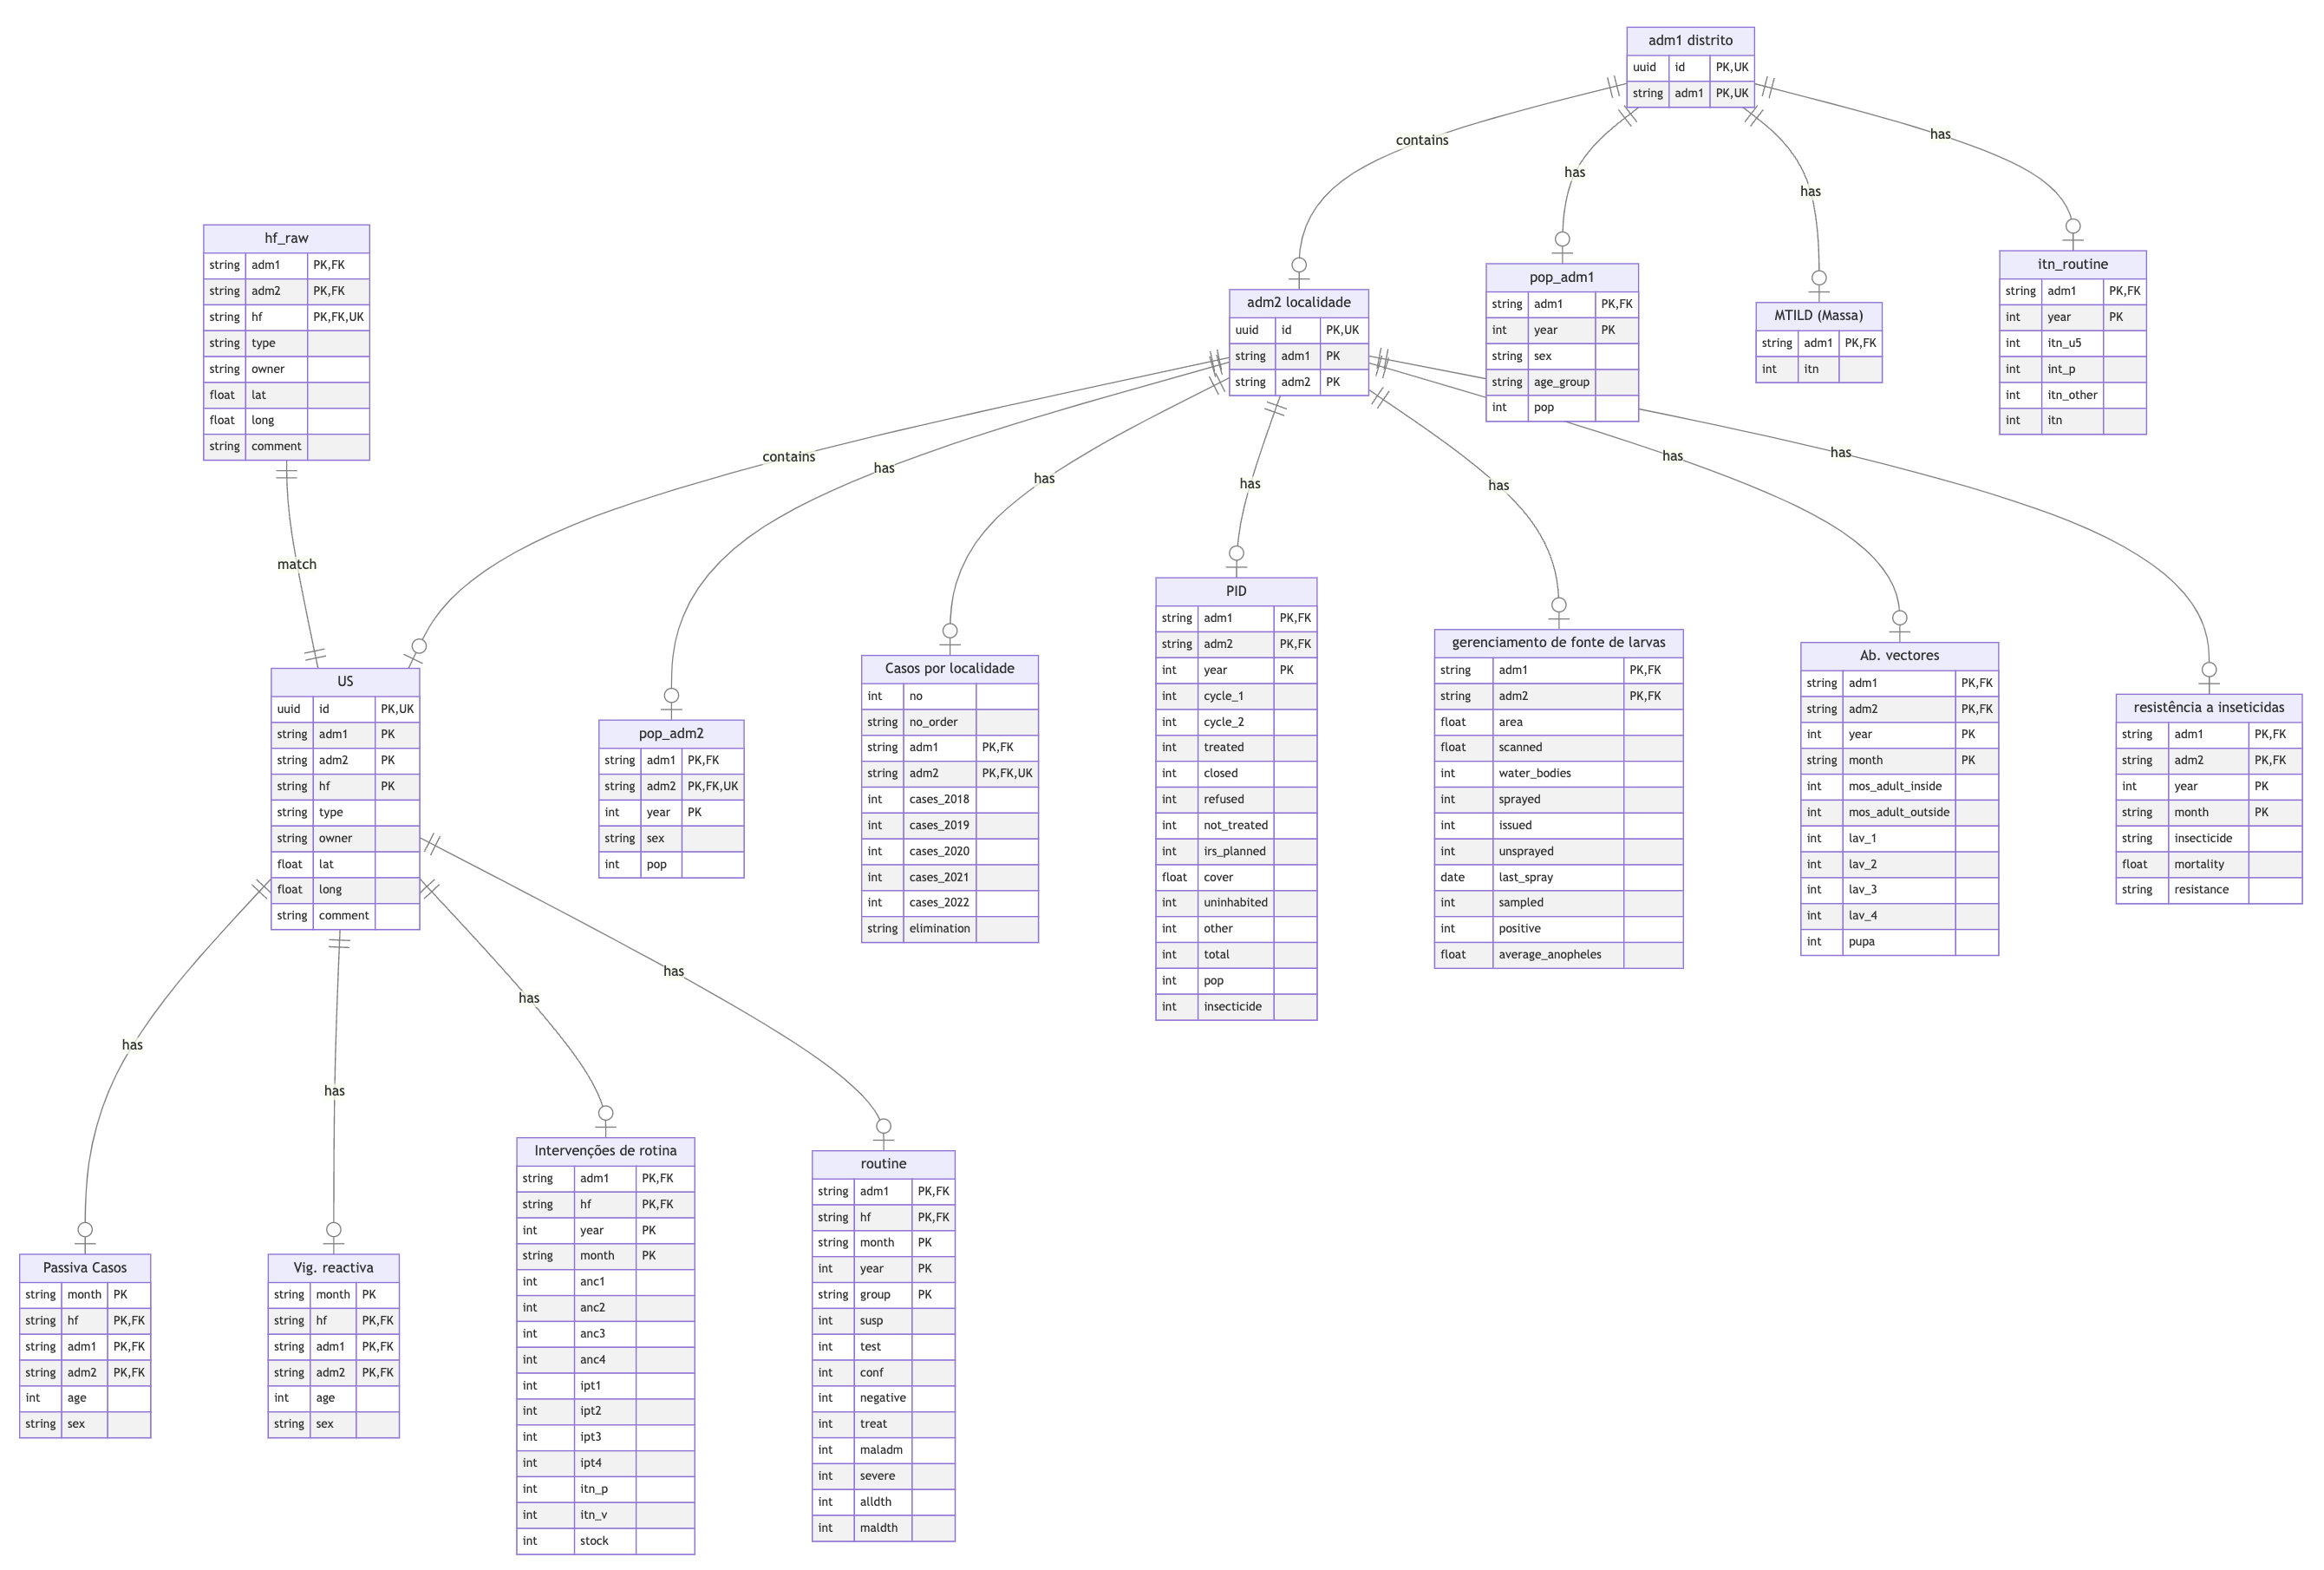 adm1 distrito
uuid id PK,UK
string adm1 PK,UK
contains
has
has
has
hf_raw
string adm1 PK,FK
string adm2 PK,FK
string hf PK,FK,UK
string type
string owner
float lat
float long
string comment
adm2 localidade
uuid id PK,UK
string adm1 PK
string adm2 PK
pop_adm1
string adm1 PK,FK
int year PK
string sex
string age_group
int pop
MTILD (Massa)
string adm1 PK,FK
int itn
itn_routine
string adm1 PK,FK
int year PK
int itn_u5
int int_p
int itn_other
int itn
match
contains
has
has
has
has
has
has
US
uuid id PK,UK
string adm1 PK
string adm2 PK
string hf PK
string type
string owner
float lat
float long
string comment
pop_adm2
string adm1 PK,FK
string adm2 PK,FK,UK
int year PK
string sex
int pop
Casos por localidade
int no
string no_order
string adm1 PK,FK
string adm2 PK,FK,UK
int cases_2018
int cases_2019
int cases_2020
int cases_2021
int cases_2022
string elimination
PID
string adm1 PK,FK
string adm2 PK,FK
int year PK
int cycle_1
int cycle_2
int treated
int closed
int refused
int not_treated
int irs_planned
float cover
int uninhabited
int other
int total
int pop
int insecticide
gerenciamento de fonte de larvas
string adm1 PK,FK
string adm2 PK,FK
float area
float scanned
int water_bodies
int sprayed
int issued
int unsprayed
date last_spray
int sampled
int positive
float average_anopheles
Ab. vectores
string adm1 PK,FK
string adm2 PK,FK
int year PK
string month PK
int mos_adult_inside
int mos_adult_outside
int lav_1
int lav_2
int lav_3
int lav_4
int pupa
resistência a inseticidas
string adm1 PK,FK
string adm2 PK,FK
int year PK
string month PK
string insecticide
float mortality
string resistance
has
has
has
has
Passiva Casos
string month PK
string hf PK,FK
string adm1 PK,FK
string adm2 PK,FK
int age
string sex
Vig. reactiva
string month PK
string hf PK,FK
string adm1 PK,FK
string adm2 PK,FK
int age
string sex
Intervenções de rotina
string adm1 PK,FK
string hf PK,FK
int year PK
string month PK
int anc1
int anc2
int anc3
int anc4
int ipt1
int ipt2
int ipt3
int ipt4
int itn_p
int itn_v
int stock
routine
string adm1 PK,FK
string hf PK,FK
string month PK
int year PK
string group PK
int susp
int test
int conf
int negative
int treat
int maladm
int severe
int alldth
int maldth